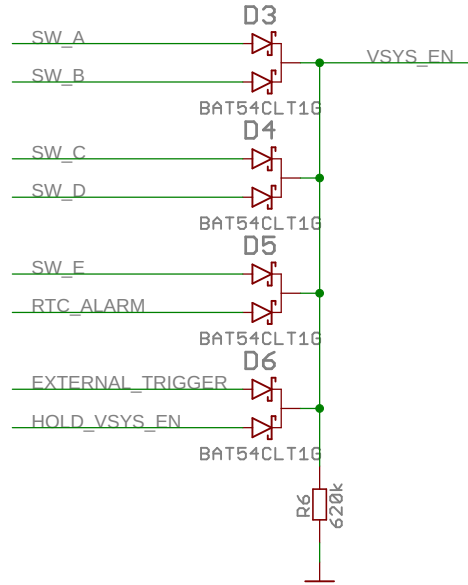 D3
SW_A
VSYS_EN
SW_B
BAT54CLT1G
D4
SW_C
SW_D
BAT54CLT1G
D5
SW_E
RTC_ALARM
BAT54CLT1G
D6
EXTERNAL_TRIGGER
HOLD_VSYS_EN
BAT54CLT1G
R6
620k